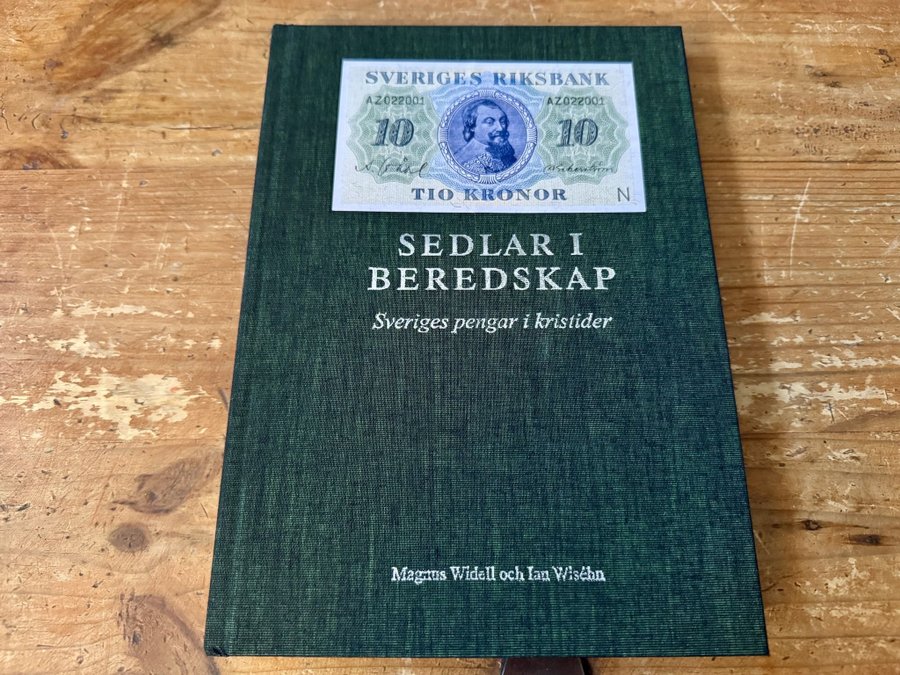 SVERIGES RIKSBANK
AZ022001 AZ022001
10 10
TIO KRONOR N
SEDLAR I
BEREDSKAP
Sveriges pengar i kristider
Magnus Widell och Ian Wiséhn